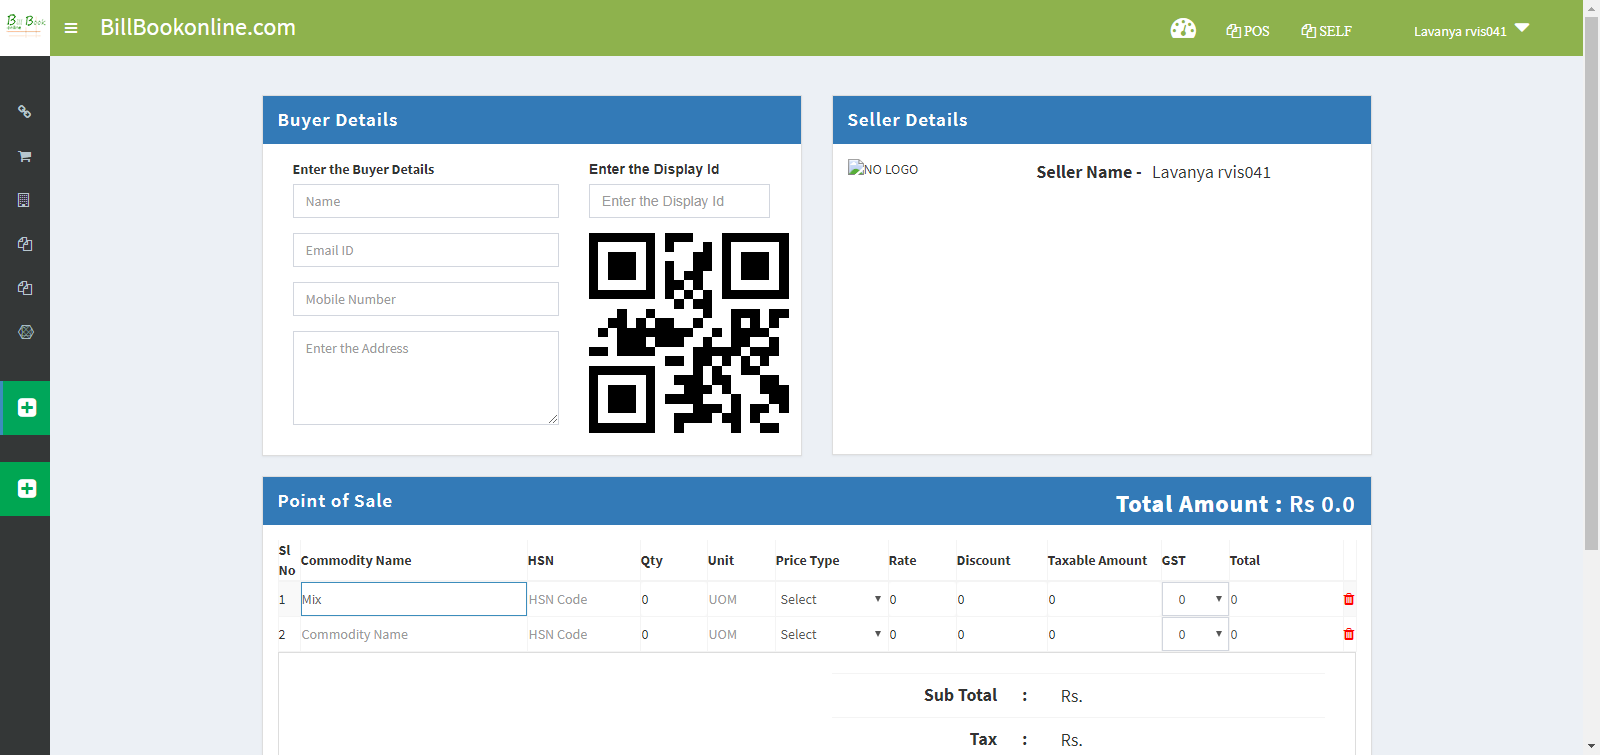 Bill Book
online
BillBookonline.com
POS
SELF
Lavanya rvis041
Buyer Details
Enter the Buyer Details
Name
Email ID
Mobile Number
Enter the Address
Enter the Display Id
Enter the Display Id
Seller Details
NO LOGO
Seller Name - Lavanya rvis041
Point of Sale
Total Amount : Rs 0.0
Sl No Commodity Name HSN Qty Unit Price Type Rate Discount Taxable Amount GST Total
1 Mix HSN Code 0 UOM Select 0 0 0 0 0
2 Commodity Name HSN Code 0 UOM Select 0 0 0 0 0
Sub Total : Rs.
Tax : Rs.